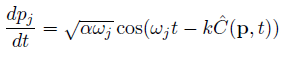 dp_j/dt = √(αω_j) cos(ω_j t − kĈ(p, t))